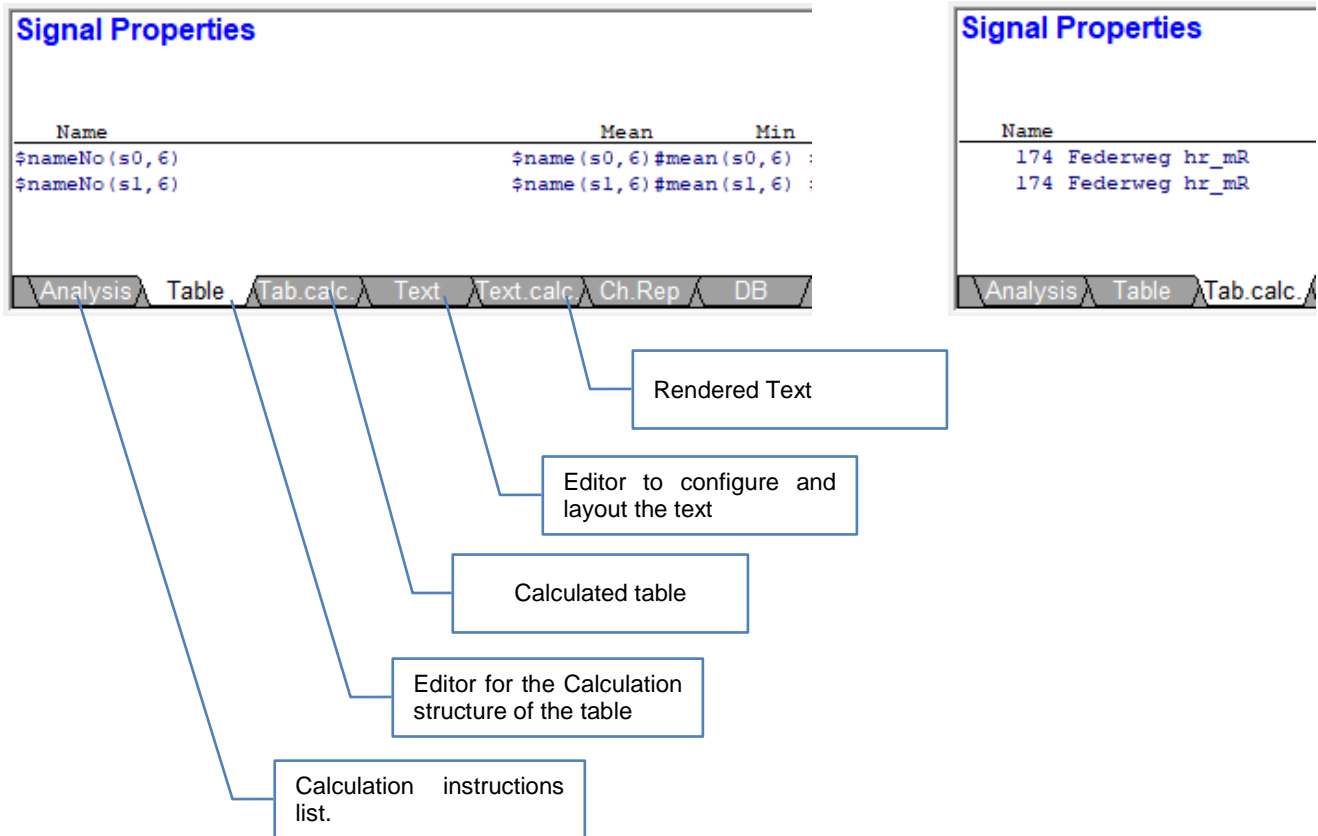 Signal Properties
Name Mean Min
$nameNo(s0,6) $name(s0,6)#mean(s0,6) :
$nameNo(s1,6) $name(s1,6)#mean(s1,6) :
Analysis Table Tab.calc. Text Text.calc Ch.Rep DB
Signal Properties
Name
174 Federweg hr_mR
174 Federweg hr_mR
Analysis Table Tab.calc.
Rendered Text
Editor to configure and
layout the text
Calculated table
Editor for the Calculation
structure of the table
Calculation instructions
list.